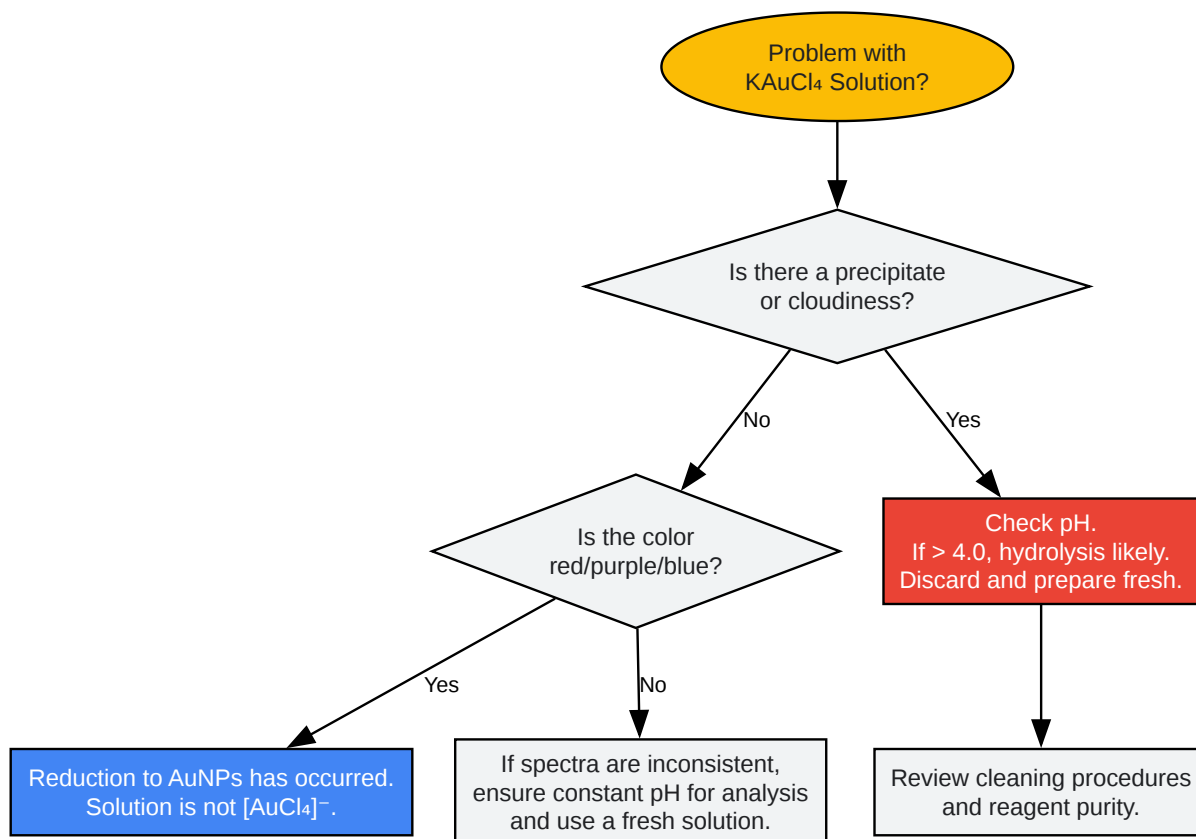 Problem with
KAuCl₄ Solution?
Is there a precipitate
or cloudiness?
No
Yes
Is the color
red/purple/blue?
Check pH.
If > 4.0, hydrolysis likely.
Discard and prepare fresh.
Yes
No
Reduction to AuNPs has occurred.
Solution is not [AuCl₄]⁻.
If spectra are inconsistent,
ensure constant pH for analysis
and use a fresh solution.
Review cleaning procedures
and reagent purity.